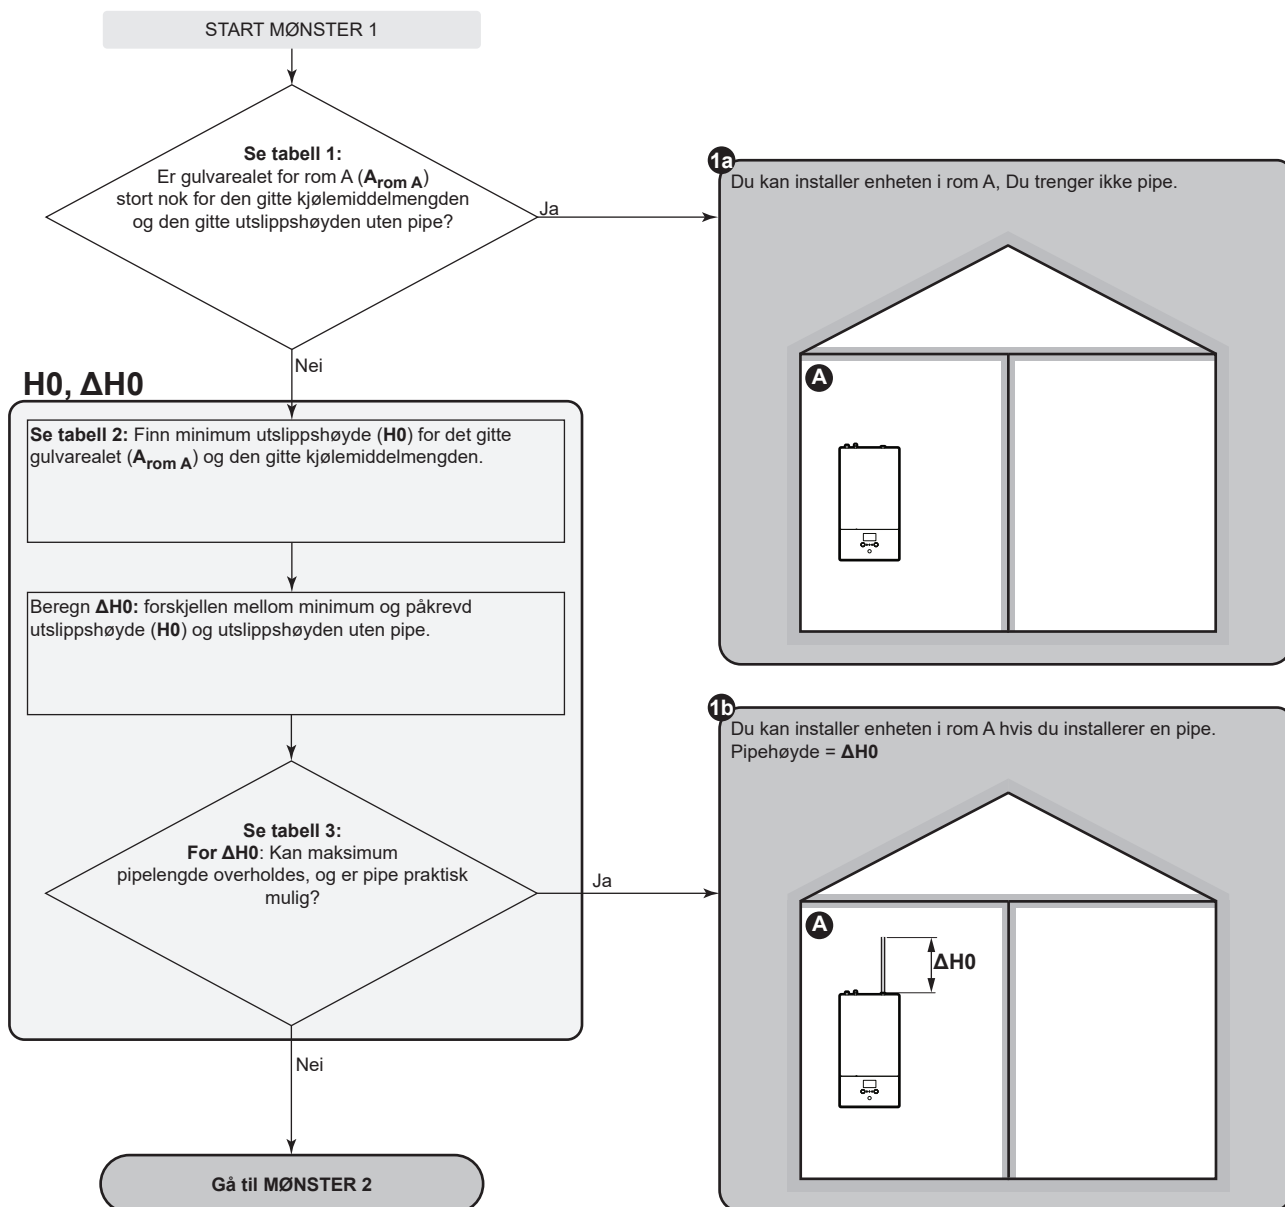 START MØNSTER 1
Se tabell 1:
Er gulvarealet for rom A (Arom A)
stort nok for den gitte kjølemiddelmengden
og den gitte utslippshøyden uten pipe?
Ja
1a
Du kan installer enheten i rom A, Du trenger ikke pipe.
A
Nei
H0, ΔH0
Se tabell 2: Finn minimum utslippshøyde (H0) for det gitte
gulvarealet (Arom A) og den gitte kjølemiddelmengden.
Beregn ΔH0: forskjellen mellom minimum og påkrevd
utslippshøyde (H0) og utslippshøyden uten pipe.
Se tabell 3:
For ΔH0: Kan maksimum
pipelengde overholdes, og er pipe praktisk
mulig?
Ja
1b
Du kan installer enheten i rom A hvis du installerer en pipe.
Pipehøyde = ΔH0
A
ΔH0
Nei
Gå til MØNSTER 2